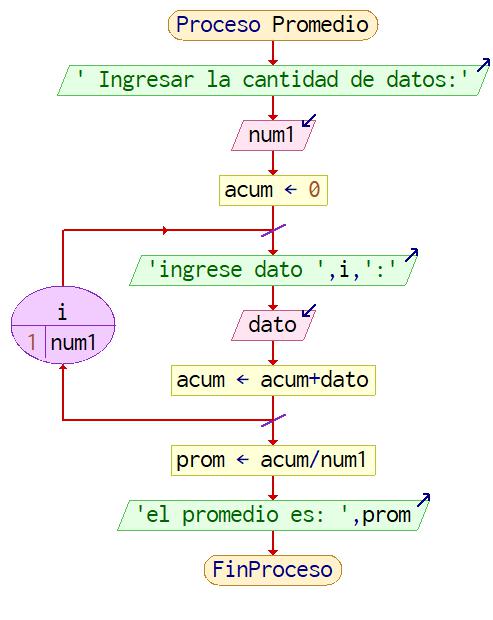 Proceso Promedio
' Ingresar la cantidad de datos:'
num1
acum ← 0
'ingrese dato ',i,':'
i
1 num1
dato
acum ← acum+dato
prom ← acum/num1
'el promedio es: ',prom
FinProceso